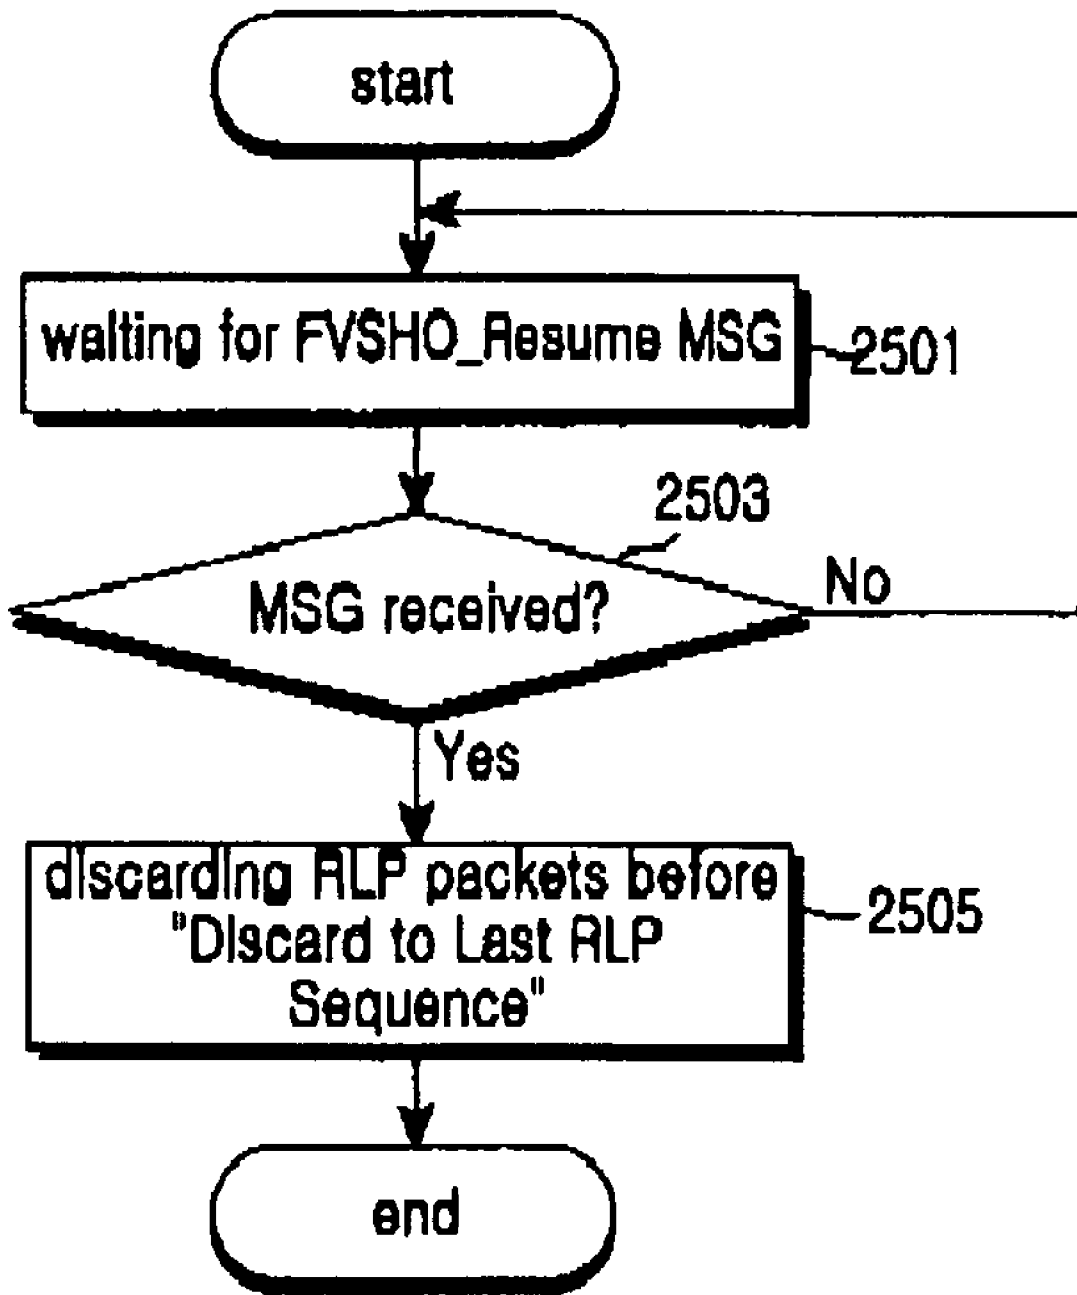 start
waiting for FVSHO_Resume MSG
2501
2503
MSG received?
No
Yes
discarding RLP packets before
"Discard to Last RLP
Sequence"
2505
end